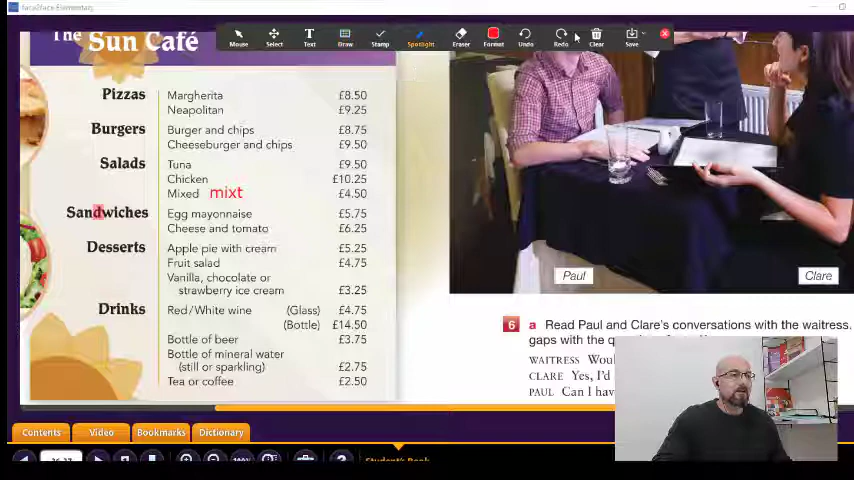 face2face Elementary
Mouse Select Text Draw Stamp Spotlight Eraser Format Undo Redo Clear Save
The Sun Café
Pizzas Margherita £8.50
Neapolitan £9.25
Burgers Burger and chips £8.75
Cheeseburger and chips £9.50
Salads Tuna £9.50
Chicken £10.25
Mixed mixt £4.50
Sandwiches Egg mayonnaise £5.75
Cheese and tomato £6.25
Desserts Apple pie with cream £5.25
Fruit salad £4.75
Vanilla, chocolate or
strawberry ice cream £3.25
Drinks Red/White wine (Glass) £4.75
(Bottle) £14.50
Bottle of beer £3.75
Bottle of mineral water
(still or sparkling) £2.75
Tea or coffee £2.50
Paul
Clare
6 a Read Paul and Clare's conversations with the waitress.
gaps with the
WAITRESS
CLARE Yes, I'd
PAUL Can I
Contents Video Bookmarks Dictionary
Student's Book